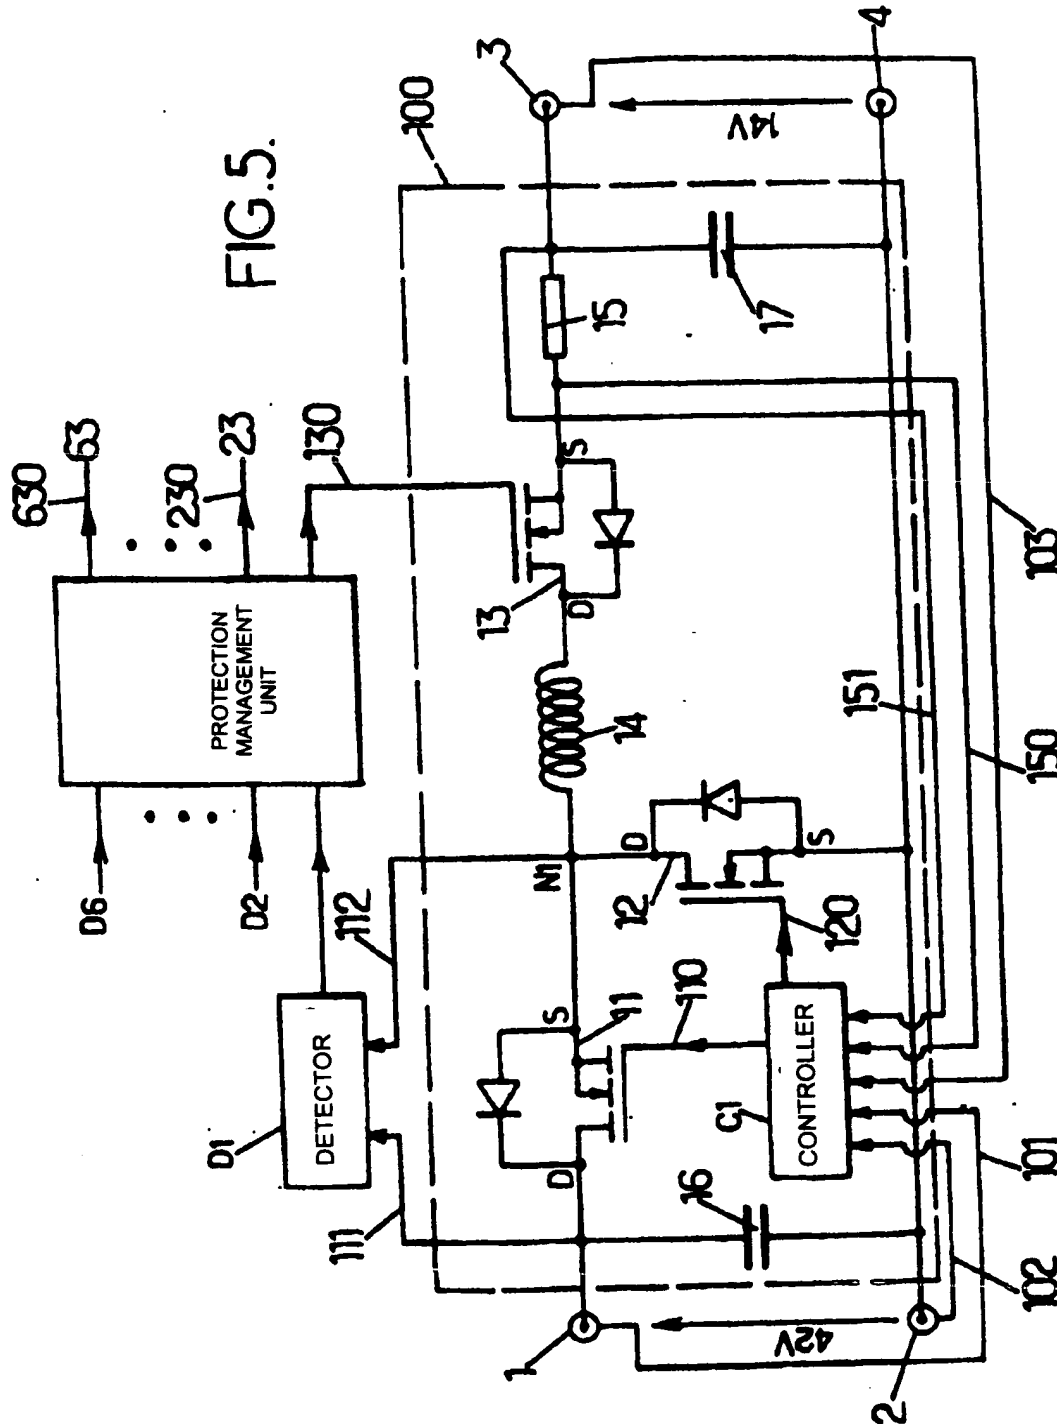 FIG.5.
630
63
230
23
130
PROTECTION
MANAGEMENT
UNIT
D6
D2
112
D1
DETECTOR
111
100
3
4
14V
15
17
S
13
D
14
N1
D
12
S
120
S
11
110
D
C1
CONTROLLER
16
1
42V
2
151
103
150
101
102